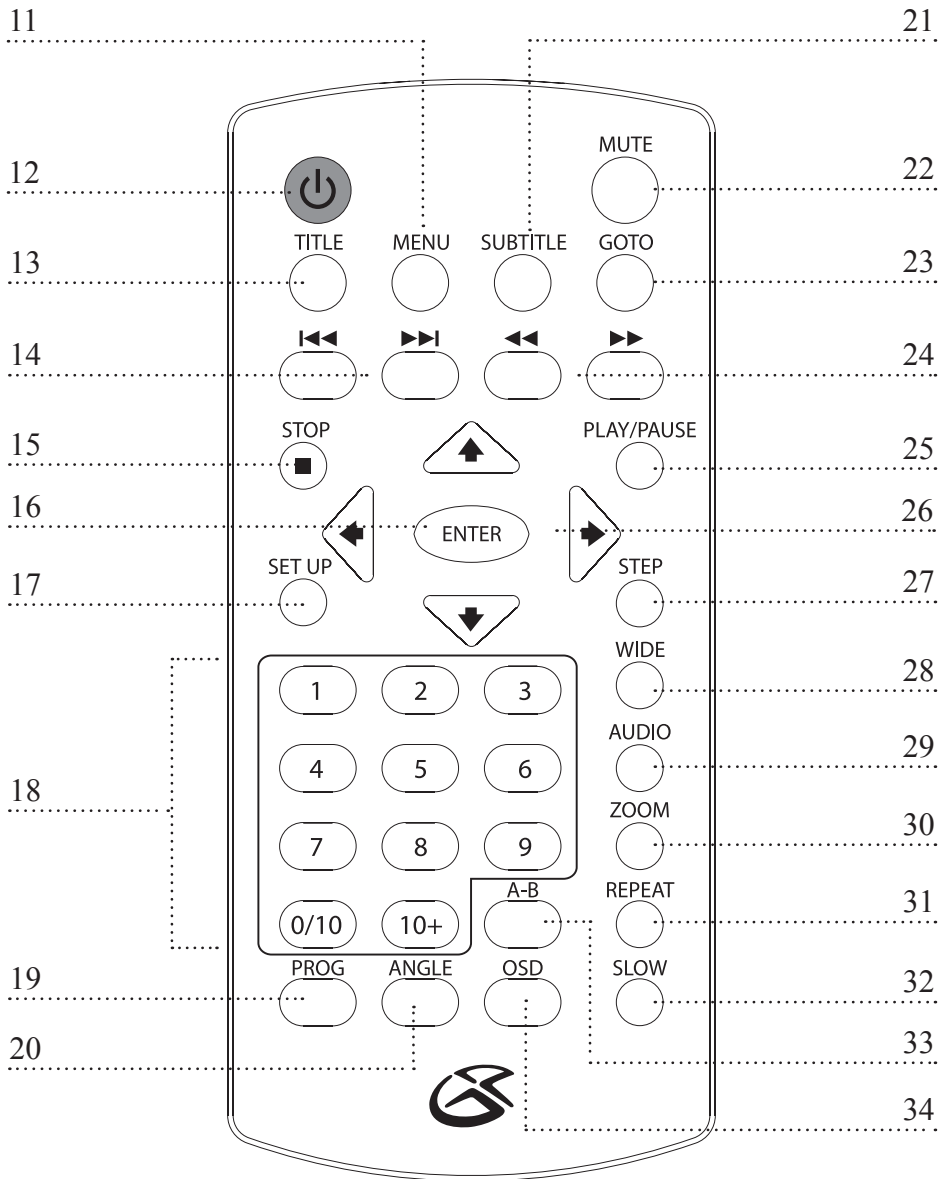 11 21
MUTE
12 22
TITLE MENU SUBTITLE GOTO
13 23
14 24
STOP PLAY/PAUSE
15 25
16 ENTER 26
SET UP STEP
17 27
WIDE
1 2 3 28
AUDIO
4 5 6 29
18
ZOOM
7 8 9 30
A-B REPEAT
0/10 10+ 31
PROG ANGLE OSD SLOW
19 32
20 33
34